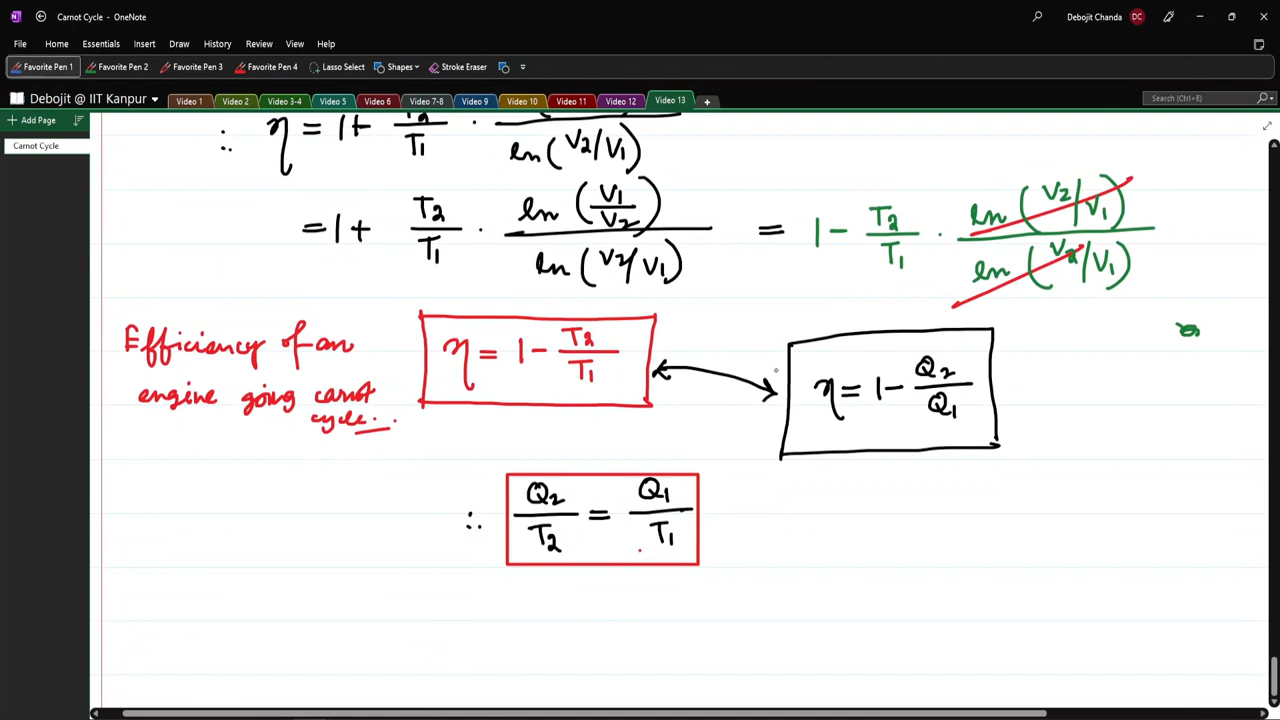 Carnot Cycle - OneNote
Debojit Chanda DC
File Home Essentials Insert Draw History Review View Help
Favorite Pen 1 Favorite Pen 2 Favorite Pen 3 Favorite Pen 4 Lasso Select Shapes Stroke Eraser
Debojit @ IIT Kanpur Video 1 Video 2 Video 3-4 Video 5 Video 6 Video 7-8 Video 9 Video 10 Video 11 Video 12 Video 13 + Search (Ctrl+E)
Add Page
Carnot Cycle
∴ η = 1+ T2/T1 · / ln(V2/V1)
= 1+ T2/T1 · ln(V1/V2) / ln(V2/V1) = 1 - T2/T1 · ln(V2/V1) / ln(V2/V1)
Efficiency of an
engine going carnot
cycle..
η = 1 - T2/T1
η = 1 - Q2/Q1
∴ Q2/T2 = Q1/T1